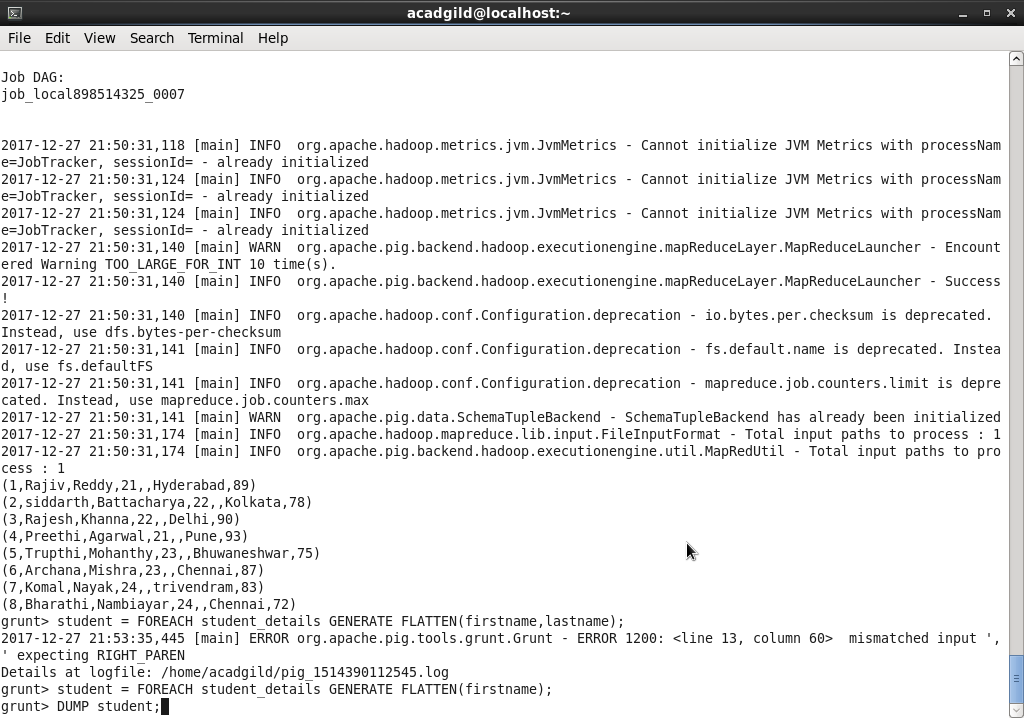 acadgild@localhost:~
File Edit View Search Terminal Help
Job DAG:
job_local898514325_0007
2017-12-27 21:50:31,118 [main] INFO  org.apache.hadoop.metrics.jvm.JvmMetrics - Cannot initialize JVM Metrics with processNam
e=JobTracker, sessionId= - already initialized
2017-12-27 21:50:31,124 [main] INFO  org.apache.hadoop.metrics.jvm.JvmMetrics - Cannot initialize JVM Metrics with processNam
e=JobTracker, sessionId= - already initialized
2017-12-27 21:50:31,124 [main] INFO  org.apache.hadoop.metrics.jvm.JvmMetrics - Cannot initialize JVM Metrics with processNam
e=JobTracker, sessionId= - already initialized
2017-12-27 21:50:31,140 [main] WARN  org.apache.pig.backend.hadoop.executionengine.mapReduceLayer.MapReduceLauncher - Encount
ered Warning TOO_LARGE_FOR_INT 10 time(s).
2017-12-27 21:50:31,140 [main] INFO  org.apache.pig.backend.hadoop.executionengine.mapReduceLayer.MapReduceLauncher - Success
!
2017-12-27 21:50:31,140 [main] INFO  org.apache.hadoop.conf.Configuration.deprecation - io.bytes.per.checksum is deprecated.
Instead, use dfs.bytes-per-checksum
2017-12-27 21:50:31,141 [main] INFO  org.apache.hadoop.conf.Configuration.deprecation - fs.default.name is deprecated. Instea
d, use fs.defaultFS
2017-12-27 21:50:31,141 [main] INFO  org.apache.hadoop.conf.Configuration.deprecation - mapreduce.job.counters.limit is depre
cated. Instead, use mapreduce.job.counters.max
2017-12-27 21:50:31,141 [main] WARN  org.apache.pig.data.SchemaTupleBackend - SchemaTupleBackend has already been initialized
2017-12-27 21:50:31,174 [main] INFO  org.apache.hadoop.mapreduce.lib.input.FileInputFormat - Total input paths to process : 1
2017-12-27 21:50:31,174 [main] INFO  org.apache.pig.backend.hadoop.executionengine.util.MapRedUtil - Total input paths to pro
cess : 1
(1,Rajiv,Reddy,21,,Hyderabad,89)
(2,siddarth,Battacharya,22,,Kolkata,78)
(3,Rajesh,Khanna,22,,Delhi,90)
(4,Preethi,Agarwal,21,,Pune,93)
(5,Trupthi,Mohanthy,23,,Bhuwaneshwar,75)
(6,Archana,Mishra,23,,Chennai,87)
(7,Komal,Nayak,24,,trivendram,83)
(8,Bharathi,Nambiayar,24,,Chennai,72)
grunt> student = FOREACH student_details GENERATE FLATTEN(firstname,lastname);
2017-12-27 21:53:35,445 [main] ERROR org.apache.pig.tools.grunt.Grunt - ERROR 1200: <line 13, column 60>  mismatched input ',
' expecting RIGHT_PAREN
Details at logfile: /home/acadgild/pig_1514390112545.log
grunt> student = FOREACH student_details GENERATE FLATTEN(firstname);
grunt> DUMP student;